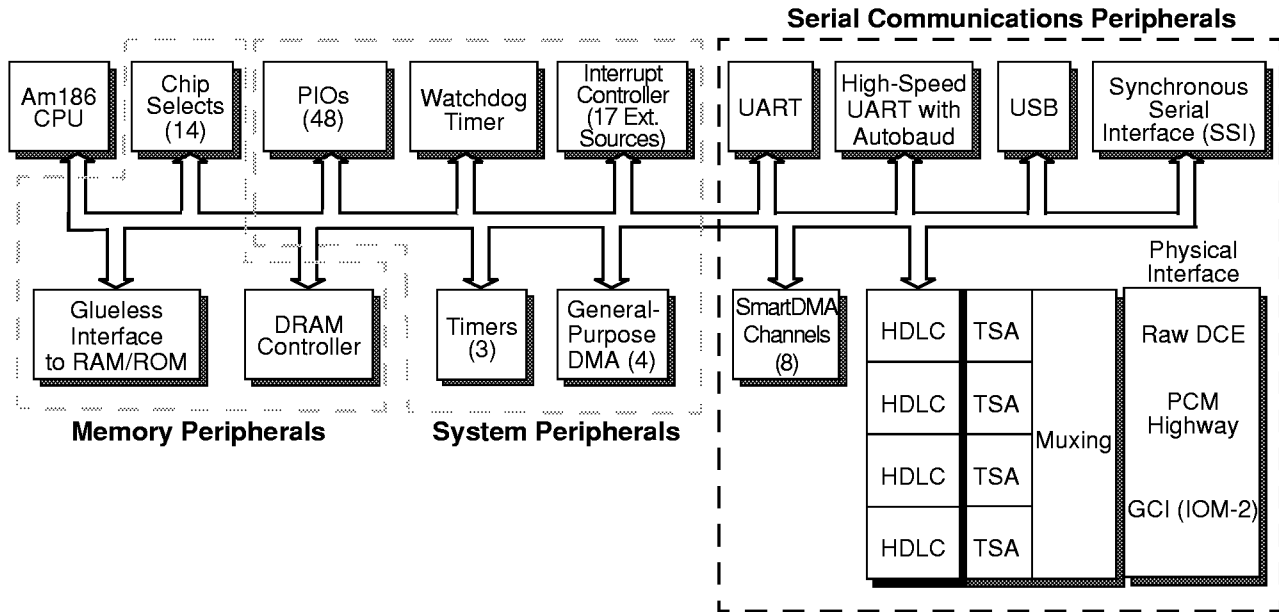 Serial Communications Peripherals
Am186
CPU
Chip
Selects
(14)
PIOs
(48)
Watchdog
Timer
Interrupt
Controller
(17 Ext.
Sources)
UART
High-Speed
UART with
Autobaud
USB
Synchronous
Serial
Interface (SSI)
Glueless
Interface
to RAM/ROM
DRAM
Controller
Timers
(3)
General-
Purpose
DMA (4)
SmartDMA
Channels
(8)
HDLC
TSA
HDLC
TSA
HDLC
TSA
HDLC
TSA
Muxing
Physical
Interface
Raw DCE
PCM
Highway
GCI (IOM-2)
Memory Peripherals
System Peripherals